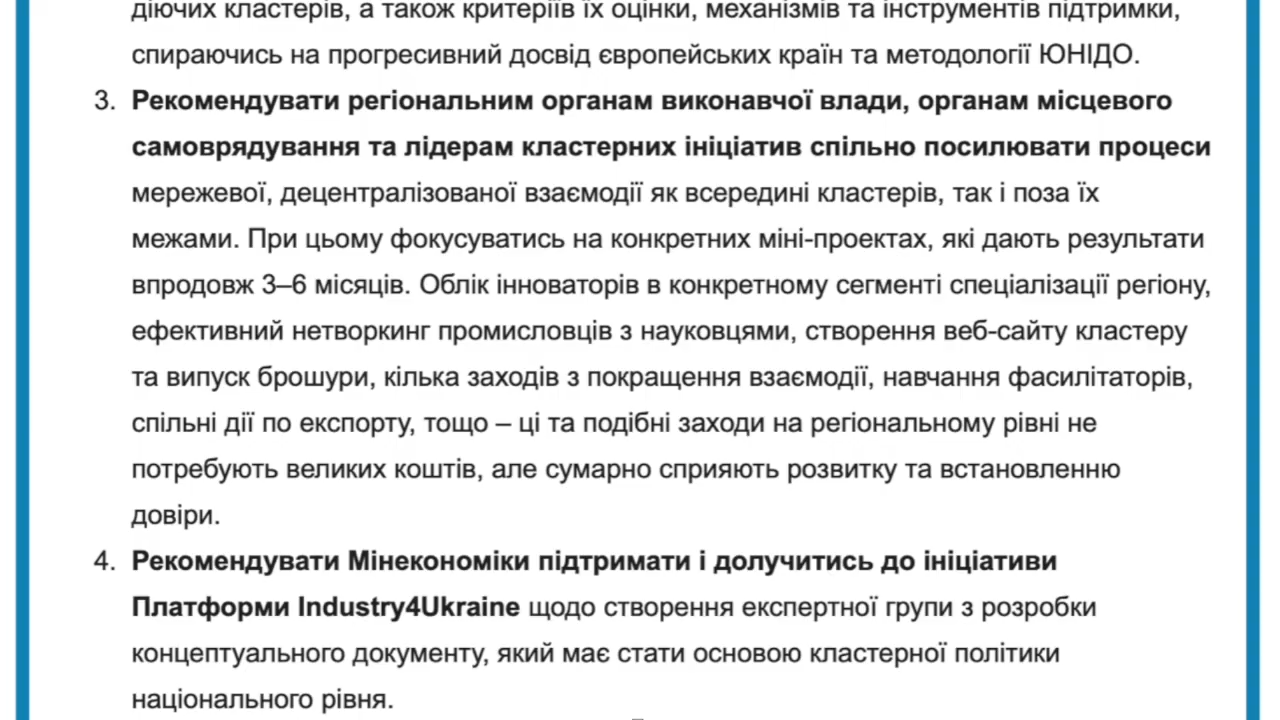 діючих кластерів, а також критеріїв їх оцінки, механізмів та інструментів підтримки,
спираючись на прогресивний досвід європейських країн та методології ЮНІДО.
3. Рекомендувати регіональним органам виконавчої влади, органам місцевого
самоврядування та лідерам кластерних ініціатив спільно посилювати процеси
мережевої, децентралізованої взаємодії як всередині кластерів, так і поза їх
межами. При цьому фокусуватись на конкретних міні-проектах, які дають результати
впродовж 3–6 місяців. Облік інноваторів в конкретному сегменті спеціалізації регіону,
ефективний нетворкинг промисловців з науковцями, створення веб-сайту кластеру
та випуск брошури, кілька заходів з покращення взаємодії, навчання фасилітаторів,
спільні дії по експорту, тощо – ці та подібні заходи на регіональному рівні не
потребують великих коштів, але сумарно сприяють розвитку та встановленню
довіри.
4. Рекомендувати Мінекономіки підтримати і долучитись до ініціативи
Платформи Industry4Ukraine щодо створення експертної групи з розробки
концептуального документу, який має стати основою кластерної політики
національного рівня.